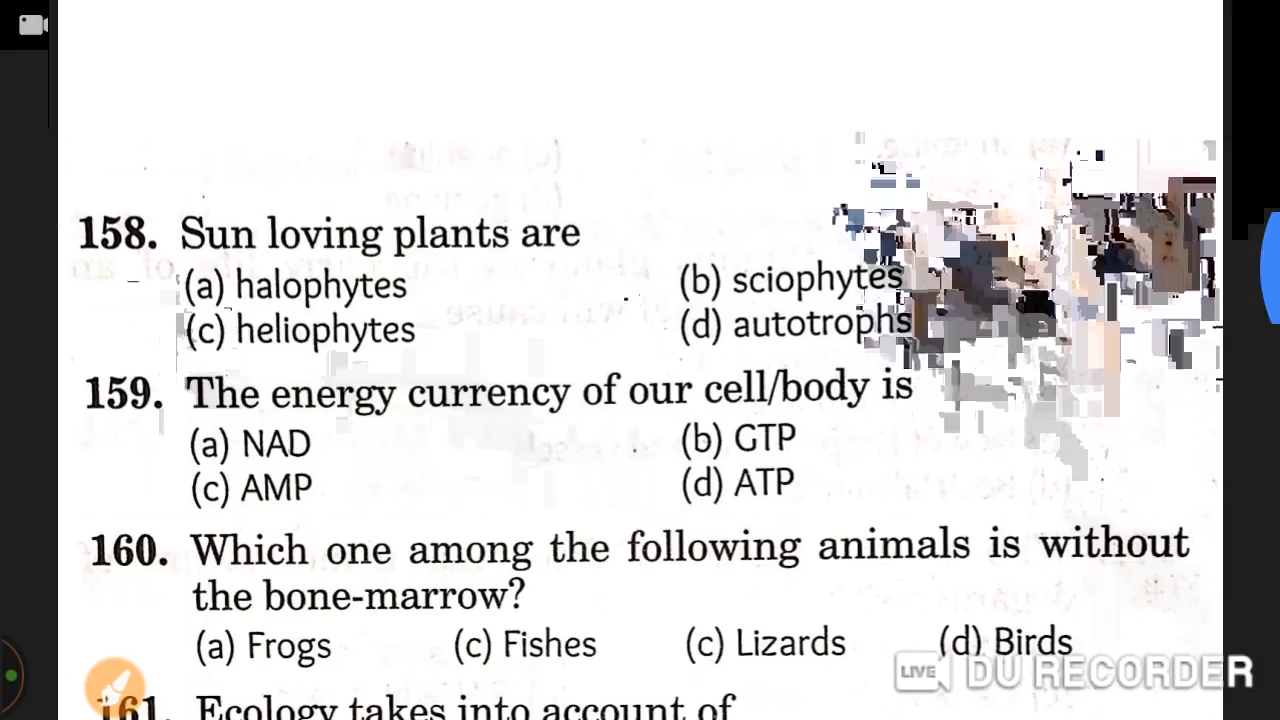 158. Sun loving plants are
(a) halophytes (b) sciophytes
(c) heliophytes (d) autotrophs
159. The energy currency of our cell/body is
(a) NAD (b) GTP
(c) AMP (d) ATP
160. Which one among the following animals is without
the bone-marrow?
(a) Frogs (c) Fishes (c) Lizards (d) Birds
LIVE DU RECORDER
161. Ecology takes into account of